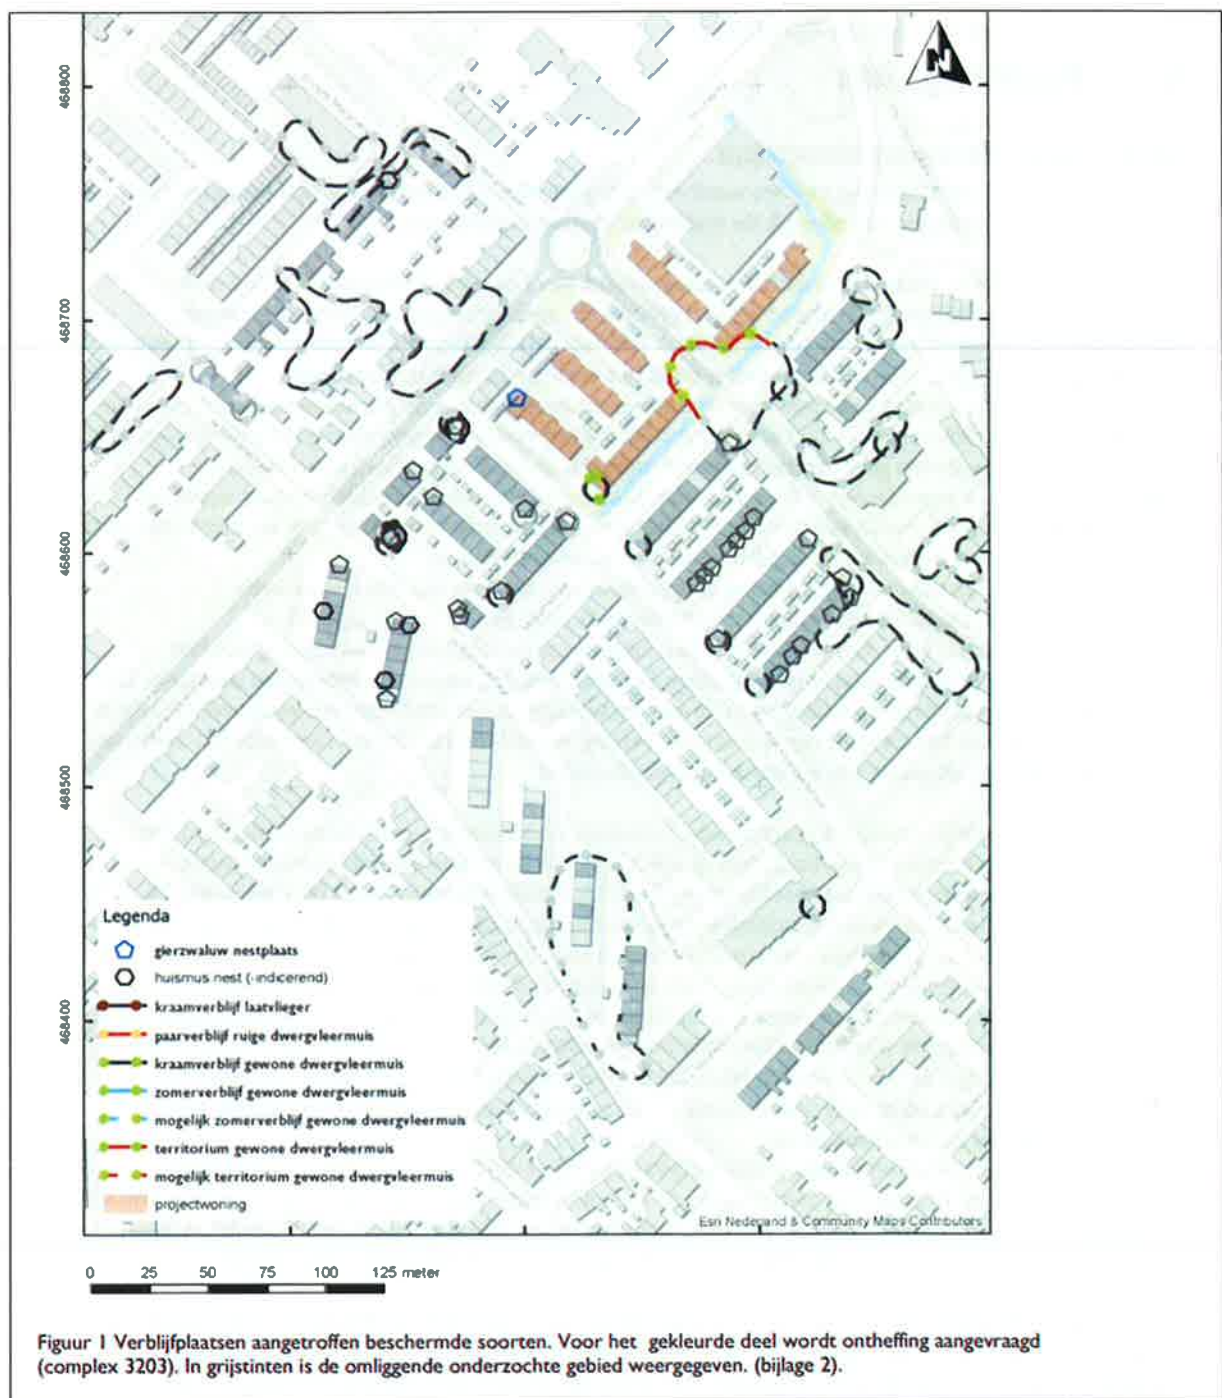 N
468800
468700
468600
468500
468400
Legenda
gierzwaluw nestplaats
huismus nest (-indicerend)
kraamverblijf laatvlieger
paarverblijf ruige dwergvleermuis
kraamverblijf gewone dwergvleermuis
zomerverblijf gewone dwergvleermuis
mogelijk zomerverblijf gewone dwergvleermuis
territorium gewone dwergvleermuis
mogelijk territorium gewone dwergvleermuis
projectwoning
Esri Nederland & Community Maps Contributors
0 25 50 75 100 125 meter
Figuur 1 Verblijfplaatsen aangetroffen beschermde soorten. Voor het gekleurde deel wordt ontheffing aangevraagd
(complex 3203). In grijstinten is de omliggende onderzochte gebied weergegeven. (bijlage 2).